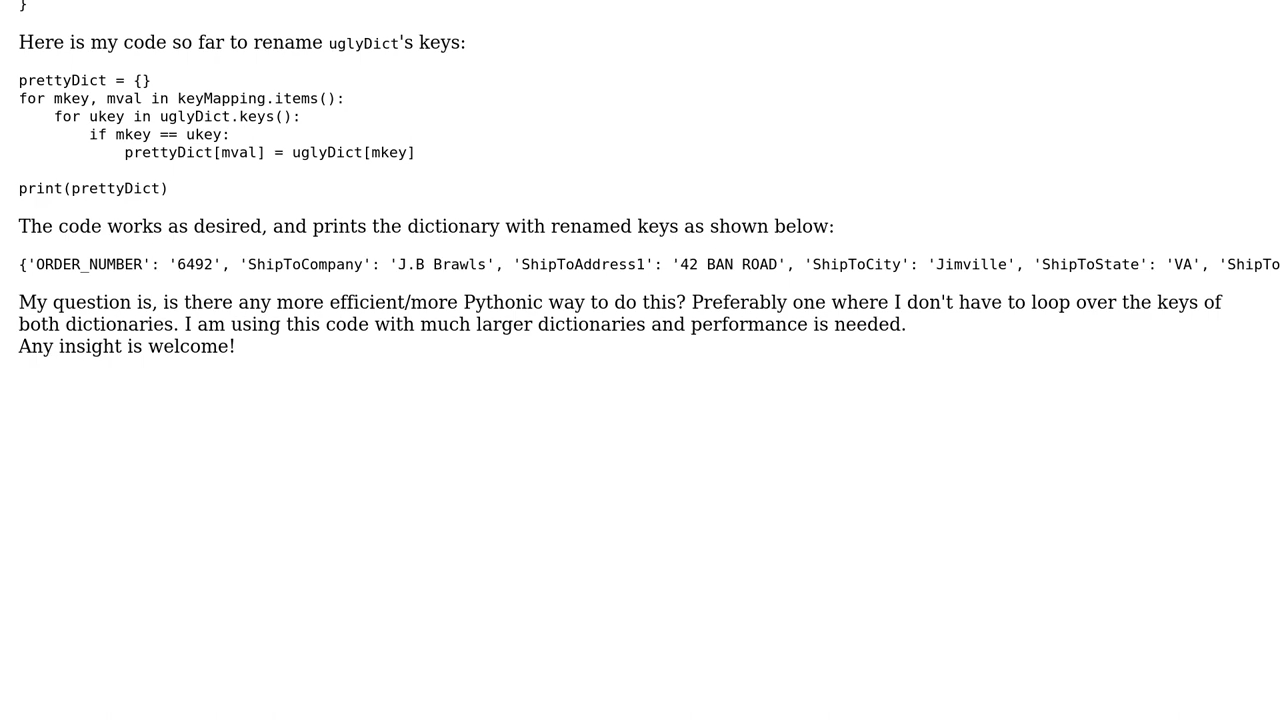 }
Here is my code so far to rename uglyDict's keys:
prettyDict = {}
for mkey, mval in keyMapping.items():
    for ukey in uglyDict.keys():
        if mkey == ukey:
            prettyDict[mval] = uglyDict[mkey]
print(prettyDict)
The code works as desired, and prints the dictionary with renamed keys as shown below:
{'ORDER_NUMBER': '6492', 'ShipToCompany': 'J.B Brawls', 'ShipToAddress1': '42 BAN ROAD', 'ShipToCity': 'Jimville', 'ShipToState': 'VA', 'ShipTo
My question is, is there any more efficient/more Pythonic way to do this? Preferably one where I don't have to loop over the keys of
both dictionaries. I am using this code with much larger dictionaries and performance is needed.
Any insight is welcome!